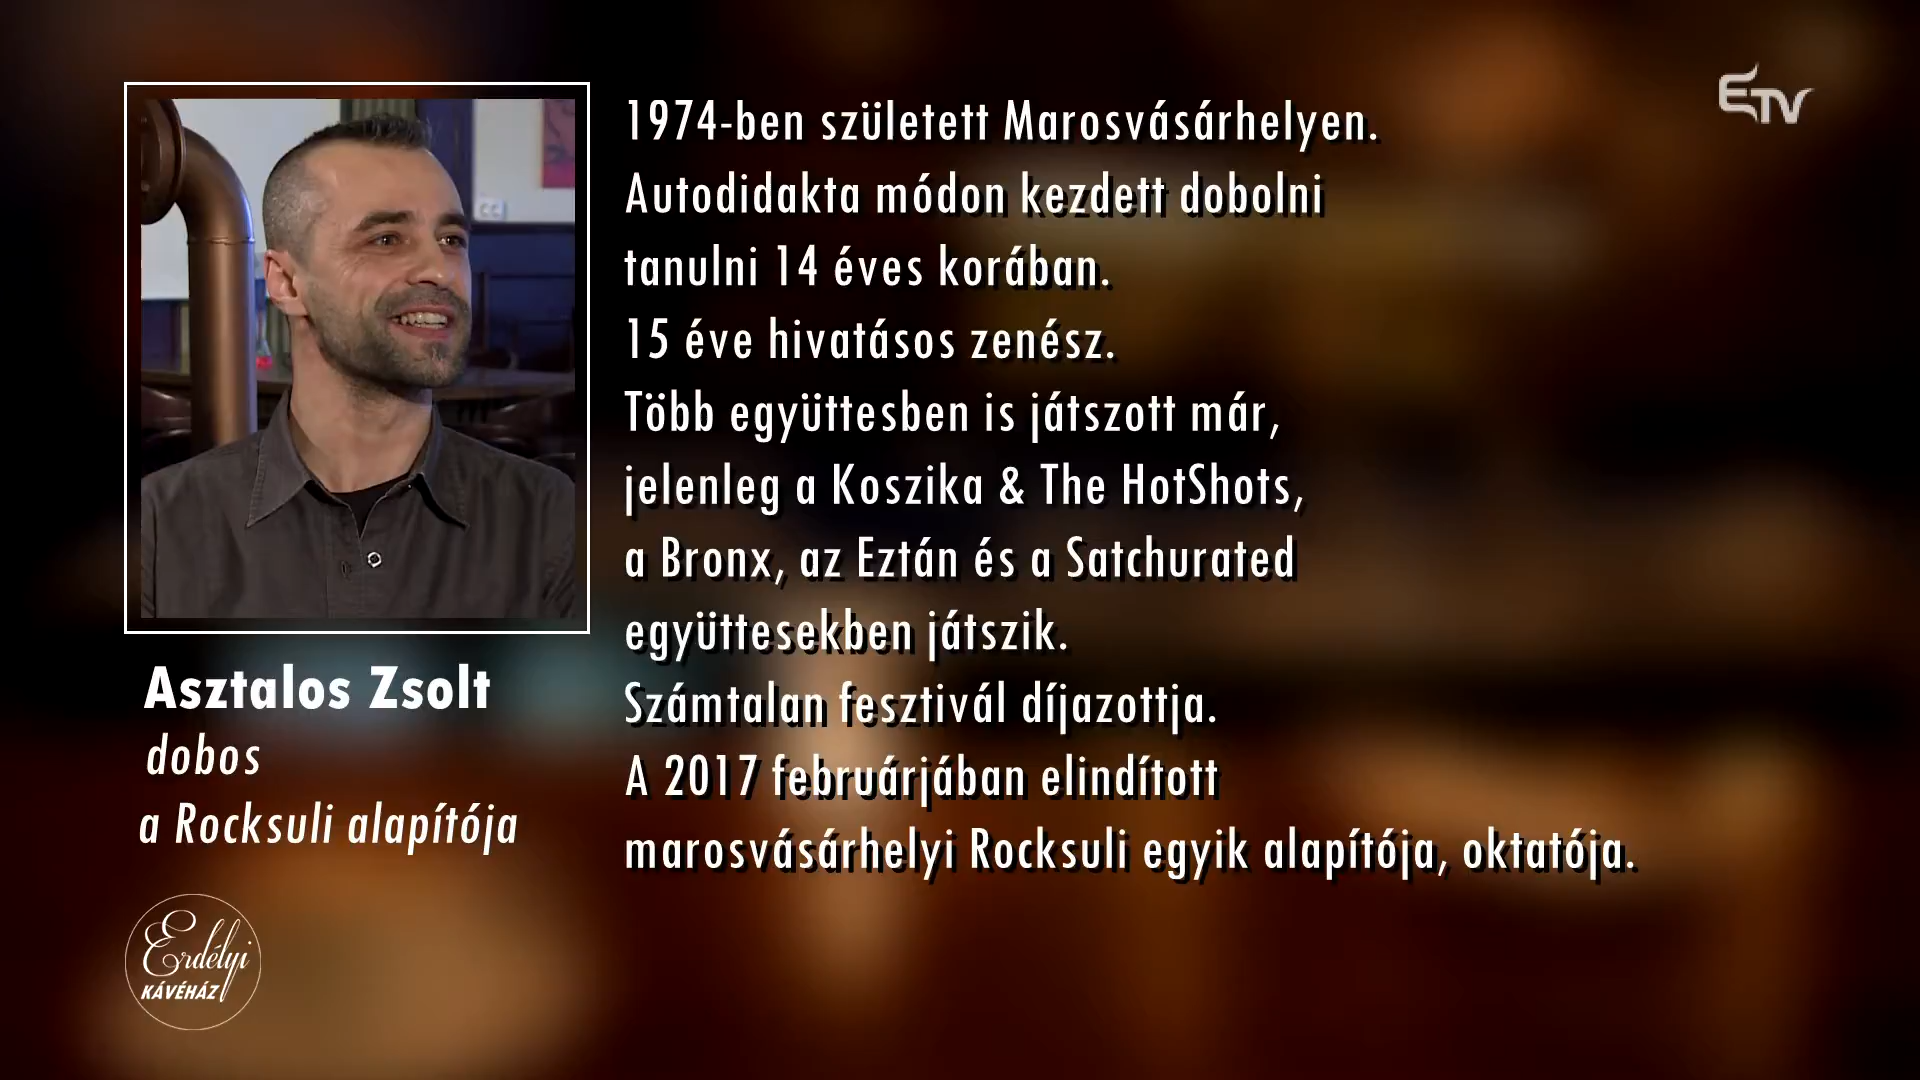 ETV
1974-ben született Marosvásárhelyen.
Autodidakta módon kezdett dobolni
tanulni 14 éves korában.
15 éve hivatásos zenész.
Több együttesben is játszott már,
jelenleg a Koszika & The HotShots,
a Bronx, az Eztán és a Satchurated
együttesekben játszik.
Számtalan fesztivál díjazottja.
A 2017 februárjában elindított
marosvásárhelyi Rocksuli egyik alapítója, oktatója.
Asztalos Zsolt
dobos
a Rocksuli alapítója
Erdélyi
KÁVÉHÁZ